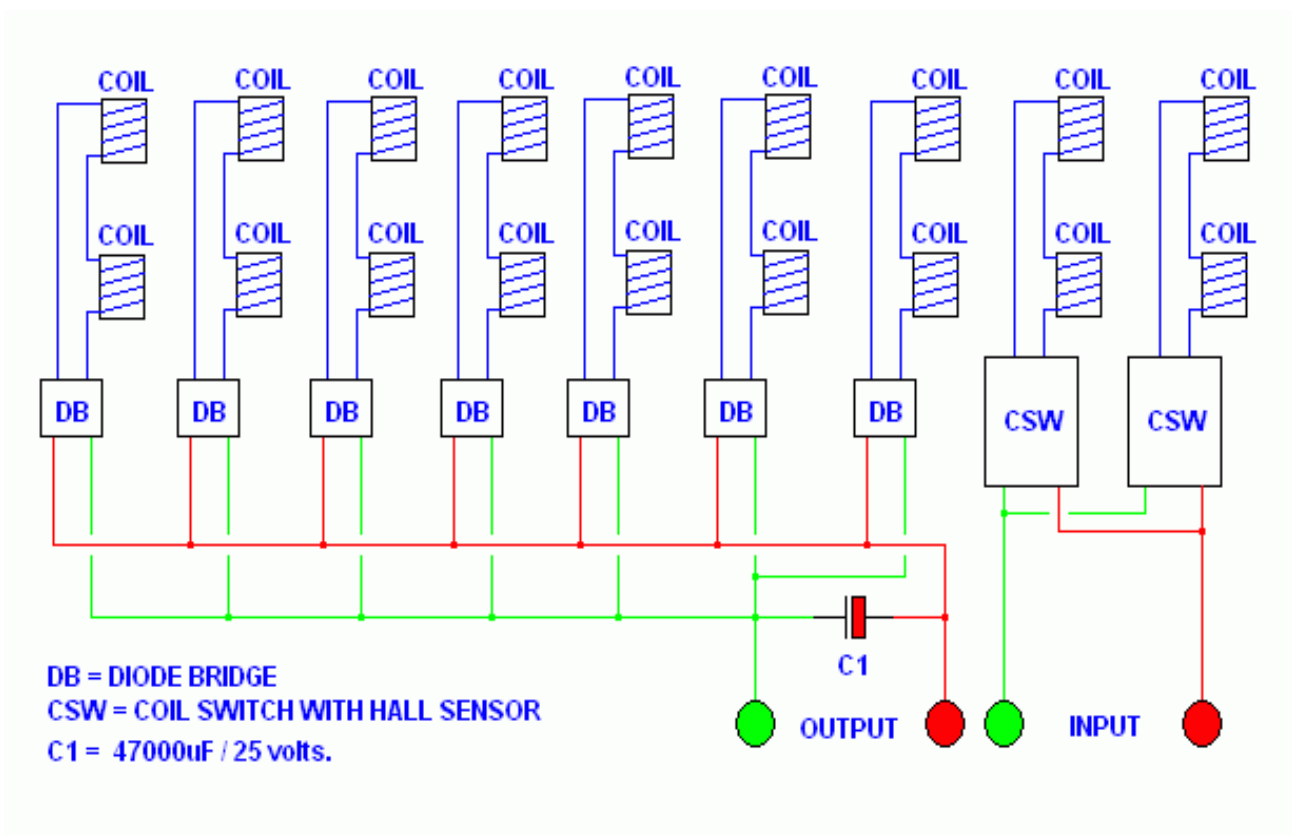 COIL COIL COIL COIL COIL COIL COIL COIL COIL
COIL COIL COIL COIL COIL COIL COIL COIL COIL
DB DB DB DB DB DB DB CSW CSW
C1
DB = DIODE BRIDGE
CSW = COIL SWITCH WITH HALL SENSOR
OUTPUT INPUT
C1 = 47000uF / 25 volts.